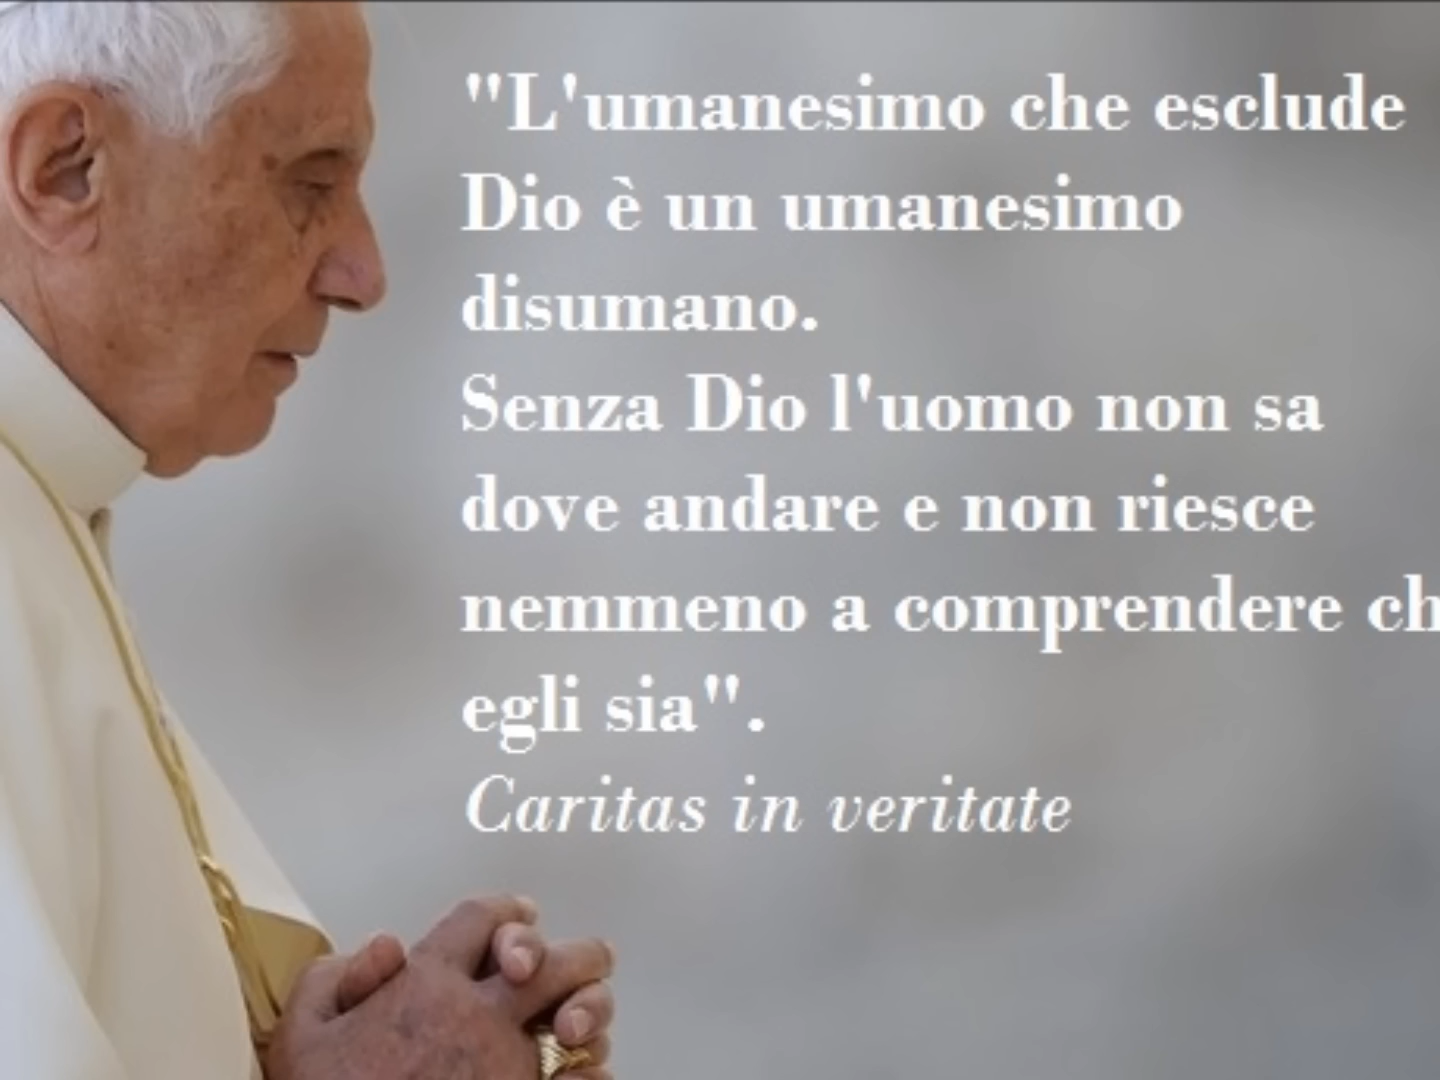 "L'umanesimo che esclude
Dio è un umanesimo
disumano.
Senza Dio l'uomo non sa
dove andare e non riesce
nemmeno a comprendere ch
egli sia".
Caritas in veritate